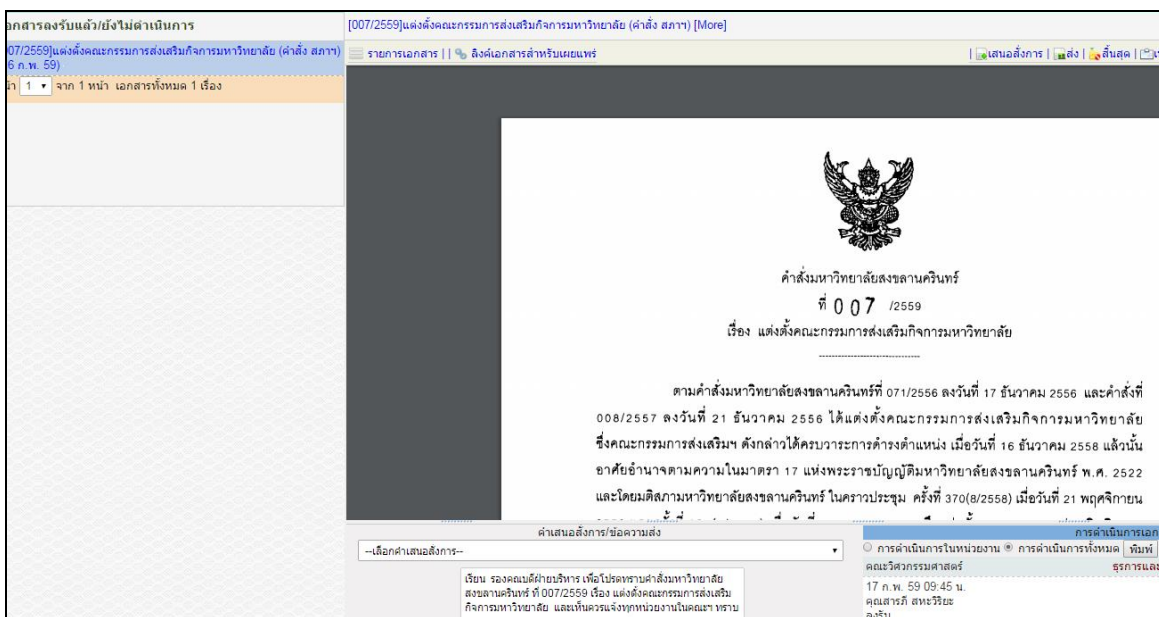 อกสารลงรับแล้ว/ยังไม่ดำเนินการ
07/2559]แต่งตั้งคณะกรรมการส่งเสริมกิจการมหาวิทยาลัย (คำสั่ง สภาฯ)
6 ก.พ. 59)
1 จาก 1 หน้า เอกสารทั้งหมด 1 เรื่อง
[007/2559]แต่งตั้งคณะกรรมการส่งเสริมกิจการมหาวิทยาลัย (คำสั่ง สภาฯ) [More]
รายการเอกสาร || ลิงค์เอกสารสำหรับเผยแพร่
| เสนอสั่งการ | ส่ง | สิ้นสุด |
คำสั่งมหาวิทยาลัยสงขลานครินทร์
ที่ 007 /2559
เรื่อง แต่งตั้งคณะกรรมการส่งเสริมกิจการมหาวิทยาลัย
ตามคำสั่งมหาวิทยาลัยสงขลานครินทร์ที่ 071/2556 ลงวันที่ 17 ธันวาคม 2556 และคำสั่งที่
008/2557 ลงวันที่ 21 ธันวาคม 2556 ได้แต่งตั้งคณะกรรมการส่งเสริมกิจการมหาวิทยาลัย
ซึ่งคณะกรรมการส่งเสริมฯ ดังกล่าวได้ครบวาระการดำรงตำแหน่ง เมื่อวันที่ 16 ธันวาคม 2558 แล้วนั้น
อาศัยอำนาจตามความในมาตรา 17 แห่งพระราชบัญญัติมหาวิทยาลัยสงขลานครินทร์ พ.ศ. 2522
และโดยมติสภามหาวิทยาลัยสงขลานครินทร์ ในคราวประชุม ครั้งที่ 370(8/2558) เมื่อวันที่ 21 พฤศจิกายน
คำเสนอสั่งการ/ข้อความส่ง
--เลือกคำเสนอสั่งการ--
เรียน รองคณบดีฝ่ายบริหาร เพื่อโปรดทราบคำสั่งมหาวิทยาลัย
สงขลานครินทร์ ที่ 007/2559 เรื่อง แต่งตั้งคณะกรรมการส่งเสริม
กิจการมหาวิทยาลัย และเห็นควรแจ้งทุกหน่วยงานในคณะฯ ทราบ
การดำเนินการเอก
การดำเนินการในหน่วยงาน การดำเนินการทั้งหมด พิมพ์
คณะวิศวกรรมศาสตร์ ธุรการและ
17 ก.พ. 59 09:45 น.
คุณสารภี สหะวิริยะ
ลงรับ